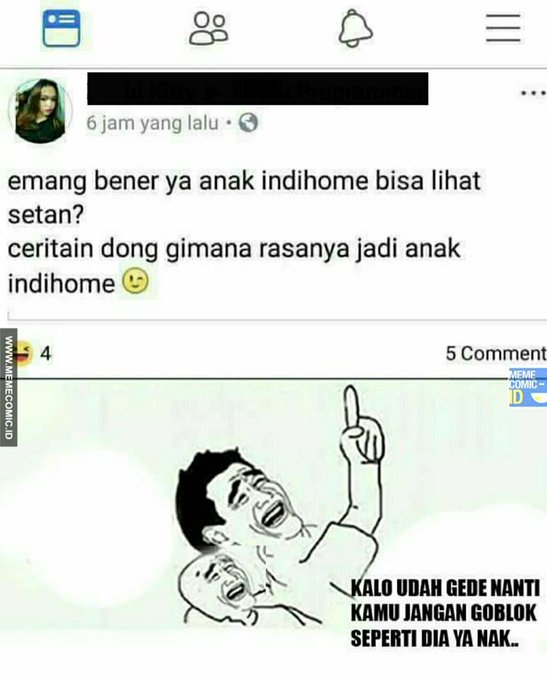 6 jam yang lalu
emang bener ya anak indihome bisa lihat
setan?
ceritain dong gimana rasanya jadi anak
indihome 😉
4
5 Comment
WWW.MEMECOMIC.ID
MEME
COMIC-
ID
KALO UDAH GEDE NANTI
KAMU JANGAN GOBLOK
SEPERTI DIA YA NAK..